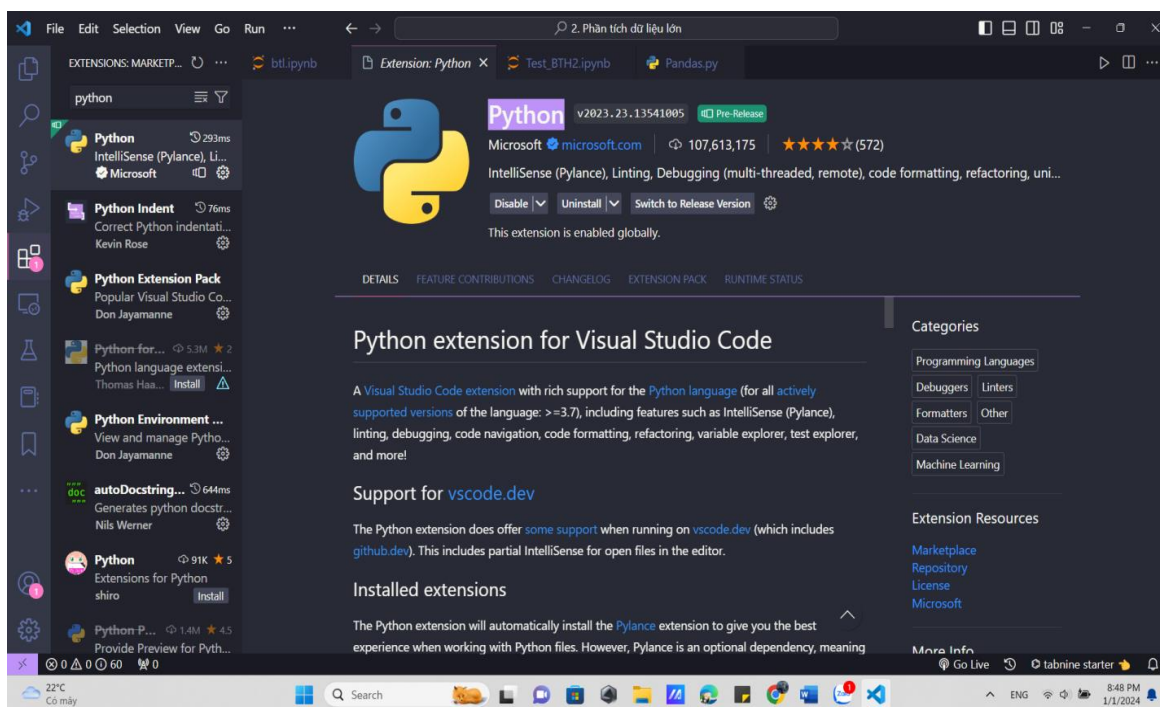 File Edit Selection View Go Run ...
2. Phân tích dữ liệu lớn
EXTENSIONS: MARKETP...
python
Python 293ms
IntelliSense (Pylance), Li...
Microsoft
Python Indent 76ms
Correct Python indentati...
Kevin Rose
Python Extension Pack
Popular Visual Studio Co...
Don Jayamanne
Python for... 5.3M ★ 2
Python language extensi...
Thomas Haa... Install
Python Environment ...
View and manage Pytho...
Don Jayamanne
autoDocstring... 644ms
Generates python docstr...
Nils Werner
Python 91K ★ 5
Extensions for Python
shiro Install
Python P... 1.4M ★ 4.5
Provide Preview for Pyth...
btl.ipynb Extension: Python Test_BTH2.ipynb Pandas.py
Python v2023.23.13541005 Pre-Release
Microsoft microsoft.com 107,613,175 (572)
IntelliSense (Pylance), Linting, Debugging (multi-threaded, remote), code formatting, refactoring, uni...
Disable Uninstall Switch to Release Version
This extension is enabled globally.
DETAILS FEATURE CONTRIBUTIONS CHANGELOG EXTENSION PACK RUNTIME STATUS
Python extension for Visual Studio Code
A Visual Studio Code extension with rich support for the Python language (for all actively
supported versions of the language: >=3.7), including features such as IntelliSense (Pylance),
linting, debugging, code navigation, code formatting, refactoring, variable explorer, test explorer,
and more!
Support for vscode.dev
The Python extension does offer some support when running on vscode.dev (which includes
github.dev). This includes partial IntelliSense for open files in the editor.
Installed extensions
The Python extension will automatically install the Pylance extension to give you the best
experience when working with Python files. However, Pylance is an optional dependency, meaning
Categories
Programming Languages
Debuggers Linters
Formatters Other
Data Science
Machine Learning
Extension Resources
Marketplace
Repository
License
Microsoft
More Info
0 0 60 0
Go Live tabnine starter
22°C
Có mây
Search
ENG
8:48 PM
1/1/2024